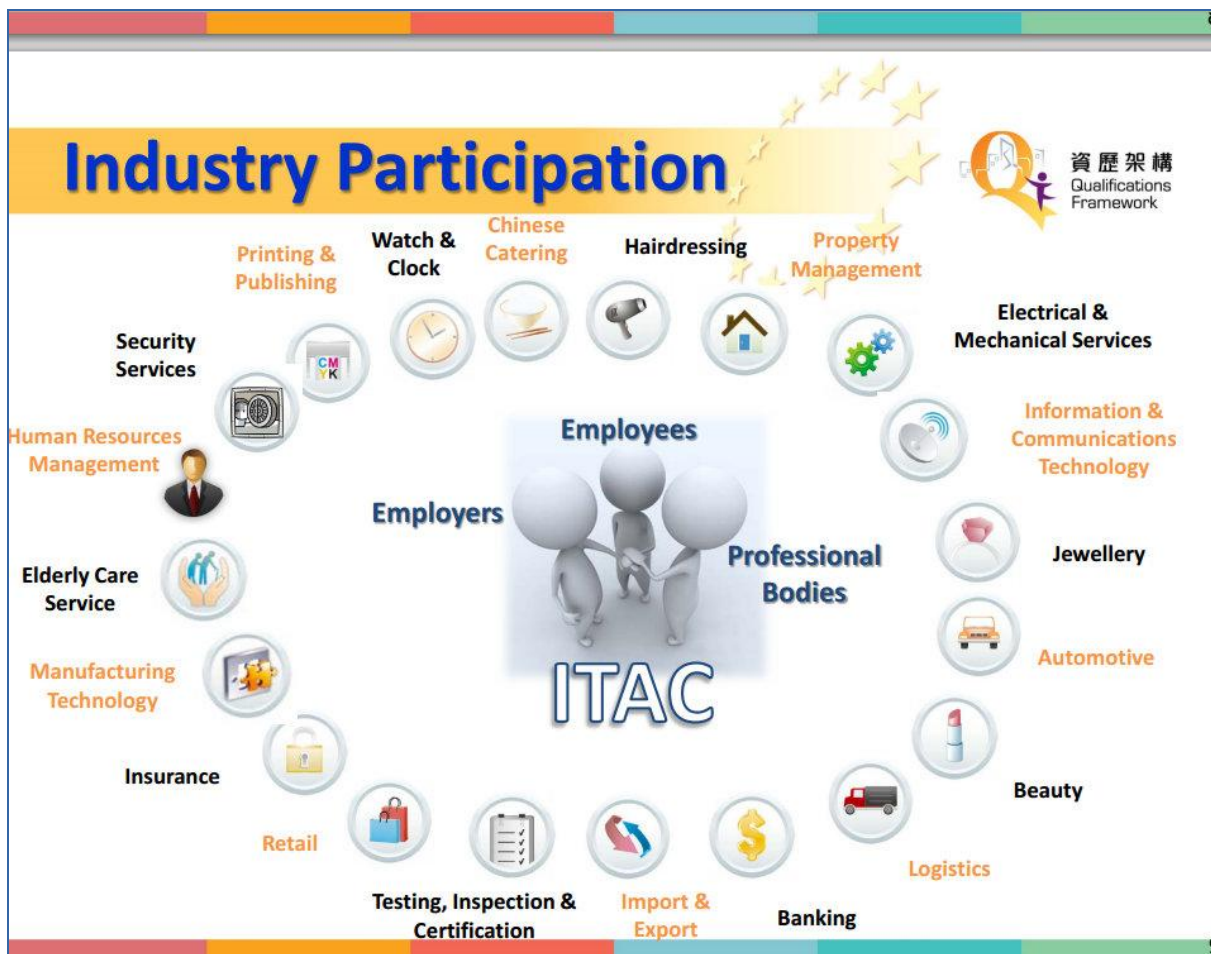 Industry Participation
資歷架構
Qualifications
Framework
Printing &
Publishing
Watch &
Clock
Chinese
Catering
Hairdressing
Property
Management
Electrical &
Mechanical Services
Security
Services
CM
YK
Information &
Communications
Technology
Human Resources
Management
Employees
Employers
Professional
Bodies
Jewellery
Elderly Care
Service
Automotive
Manufacturing
Technology
ITAC
Insurance
Beauty
Retail
Logistics
Testing, Inspection &
Certification
Import &
Export
Banking